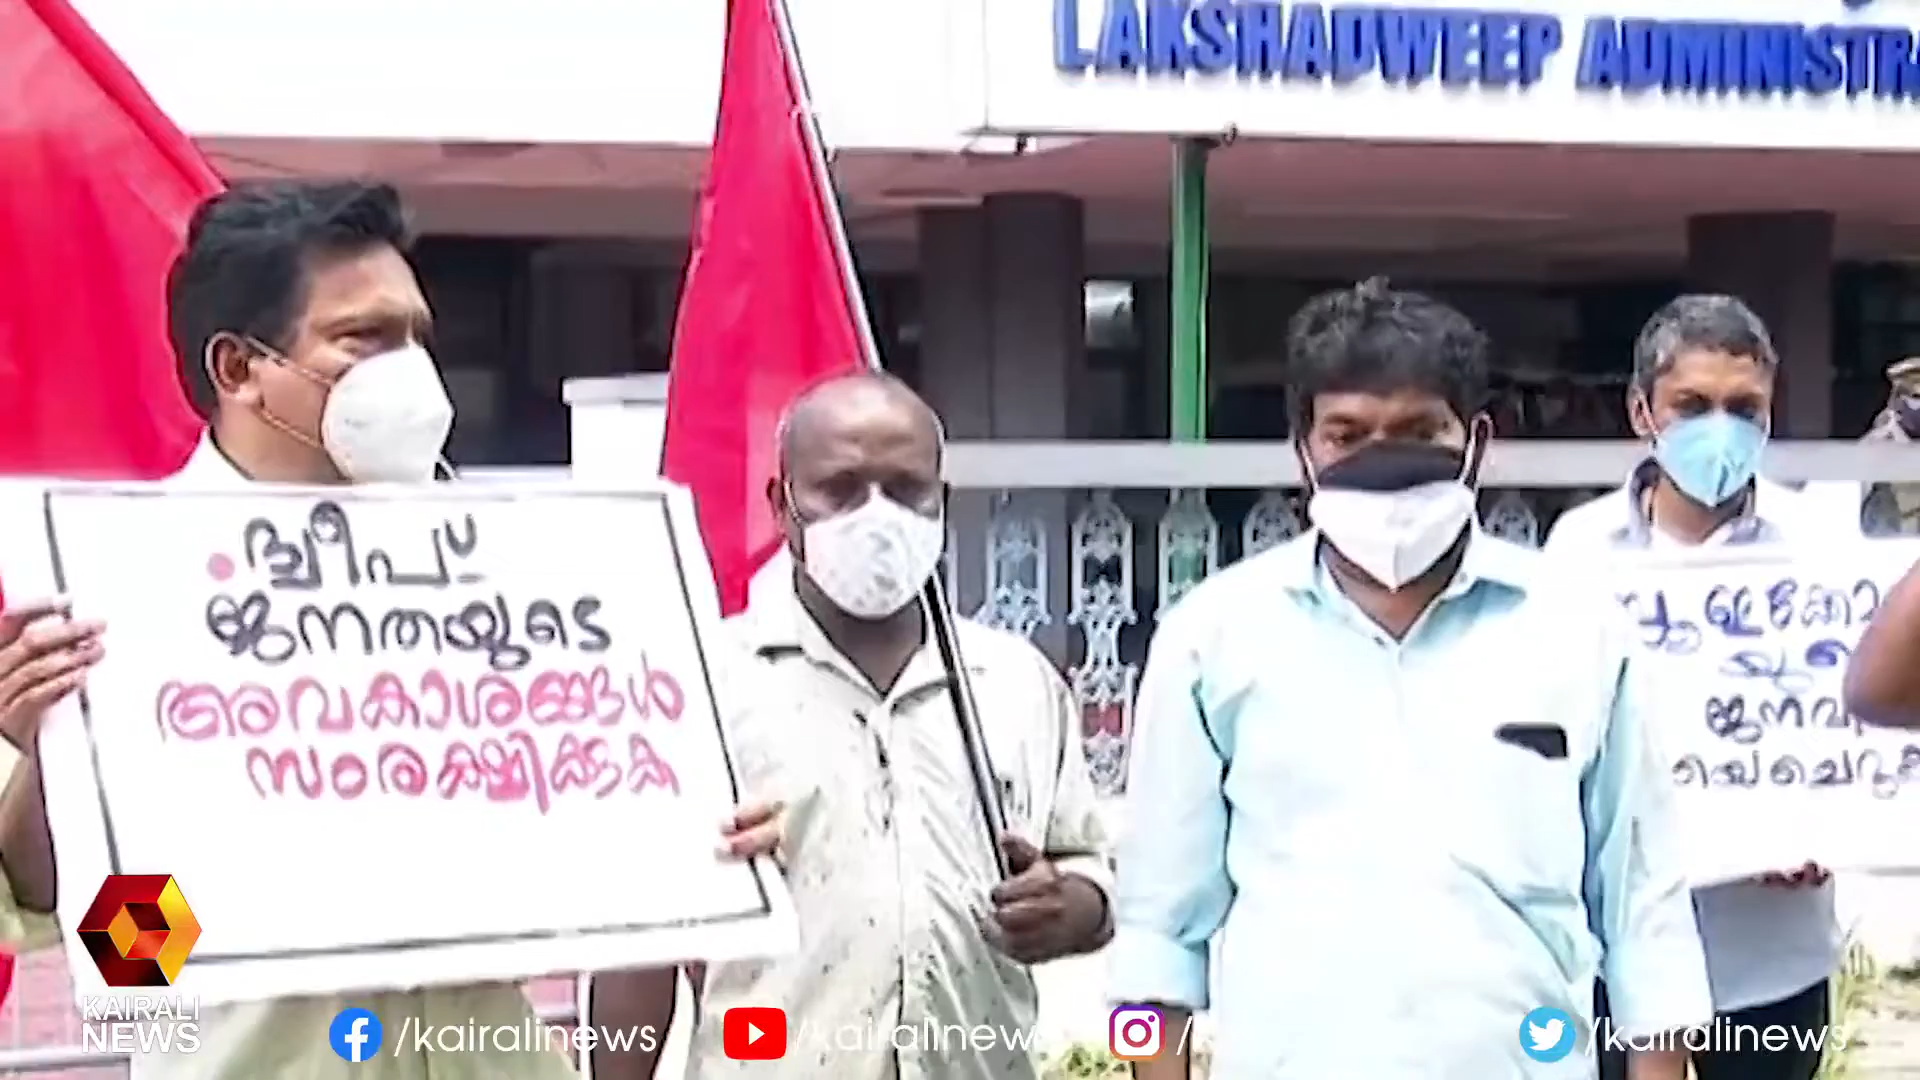 LAKSHADWEEP ADMINISTRA
ദ്വീപ്
ജനതയുടെ
അവകാശങ്ങൾ
സംരക്ഷിക്കുക
KAIRALI
NEWS
/kairalinews
/kairalinews
/kairalinews